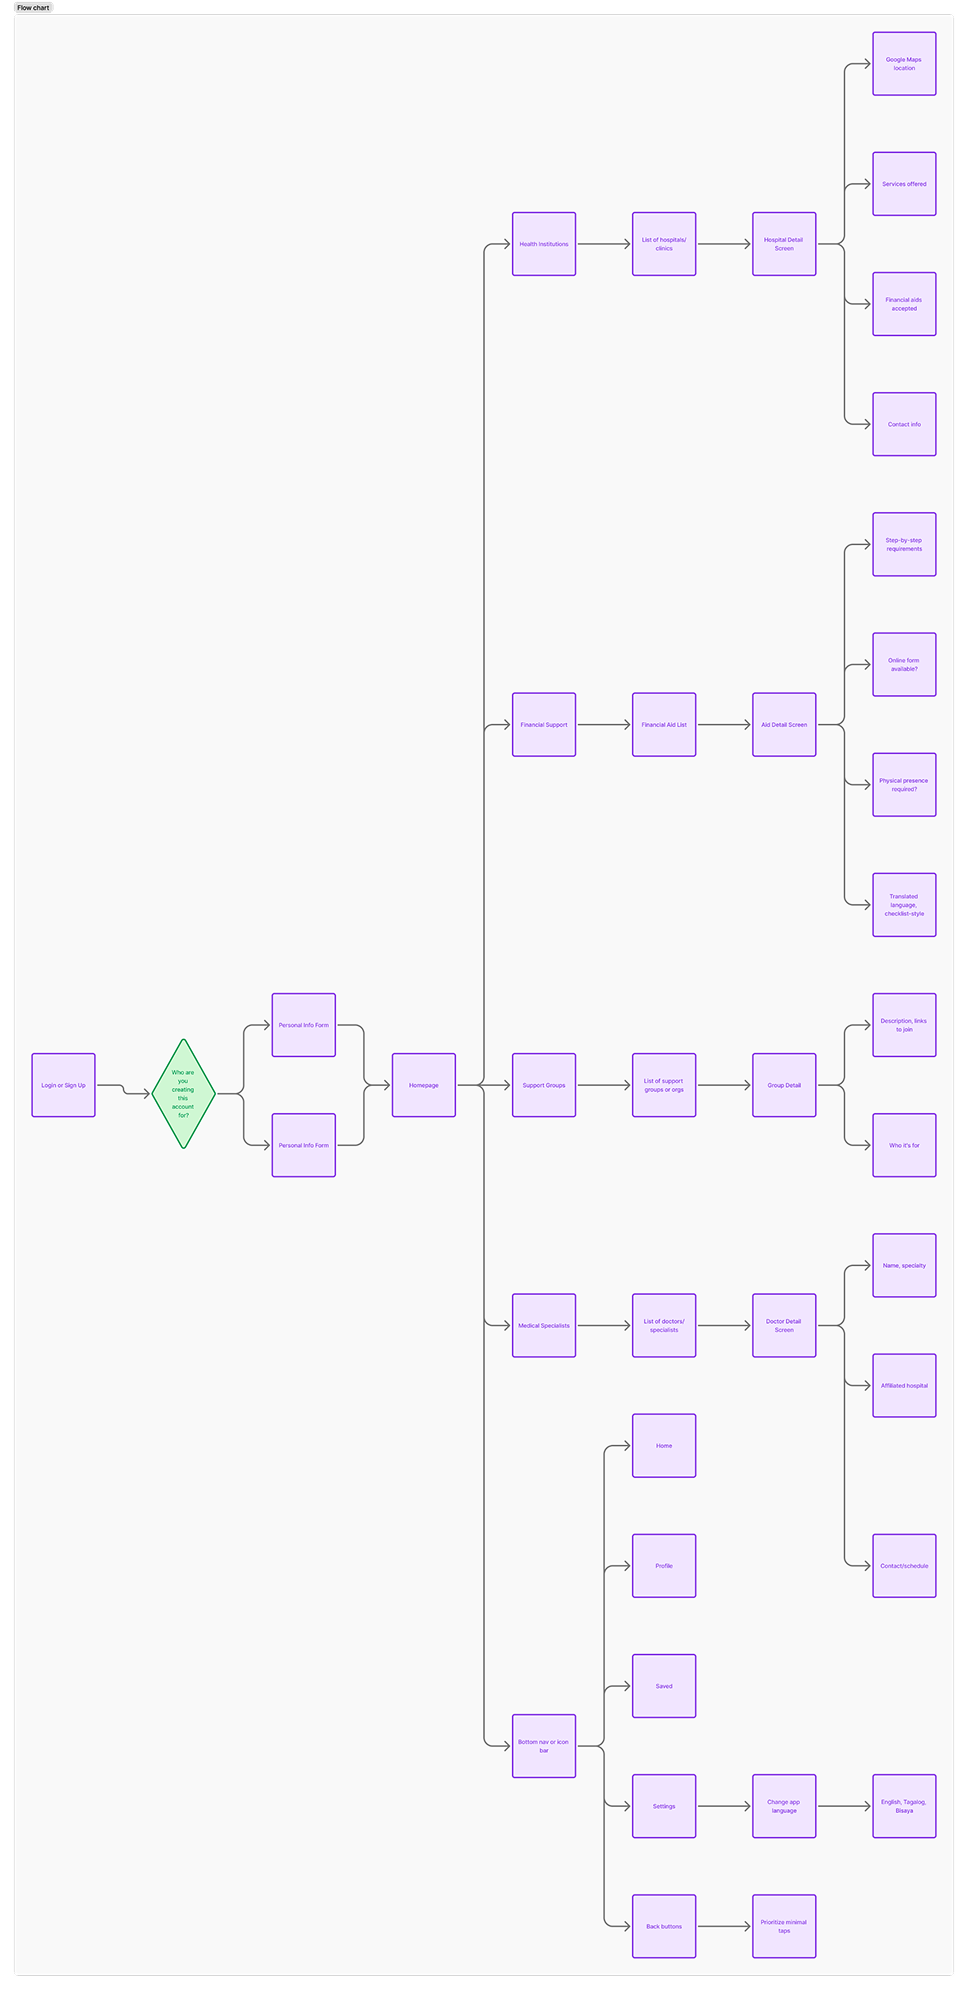 Flow chart
Google Maps
location
Services offered
Health Institutions
List of hospitals/
clinics
Hospital Detail
Screen
Financial aids
accepted
Contact info
Step-by-step
requirements
Online form
available?
Financial Support
Financial Aid List
Aid Detail Screen
Physical presence
required?
Translated
language,
checklist-style
Login or Sign Up
Who are
you
creating
this
account
for?
Personal Info Form
Personal Info Form
Homepage
Support Groups
List of support
groups or orgs
Group Detail
Description, links
to join
Who it's for
Name, specialty
Medical Specialists
List of doctors/
specialists
Doctor Detail
Screen
Affiliated hospital
Contact/schedule
Home
Profile
Saved
Bottom nav or icon
bar
Settings
Change app
language
English, Tagalog,
Bisaya
Back buttons
Prioritize minimal
taps